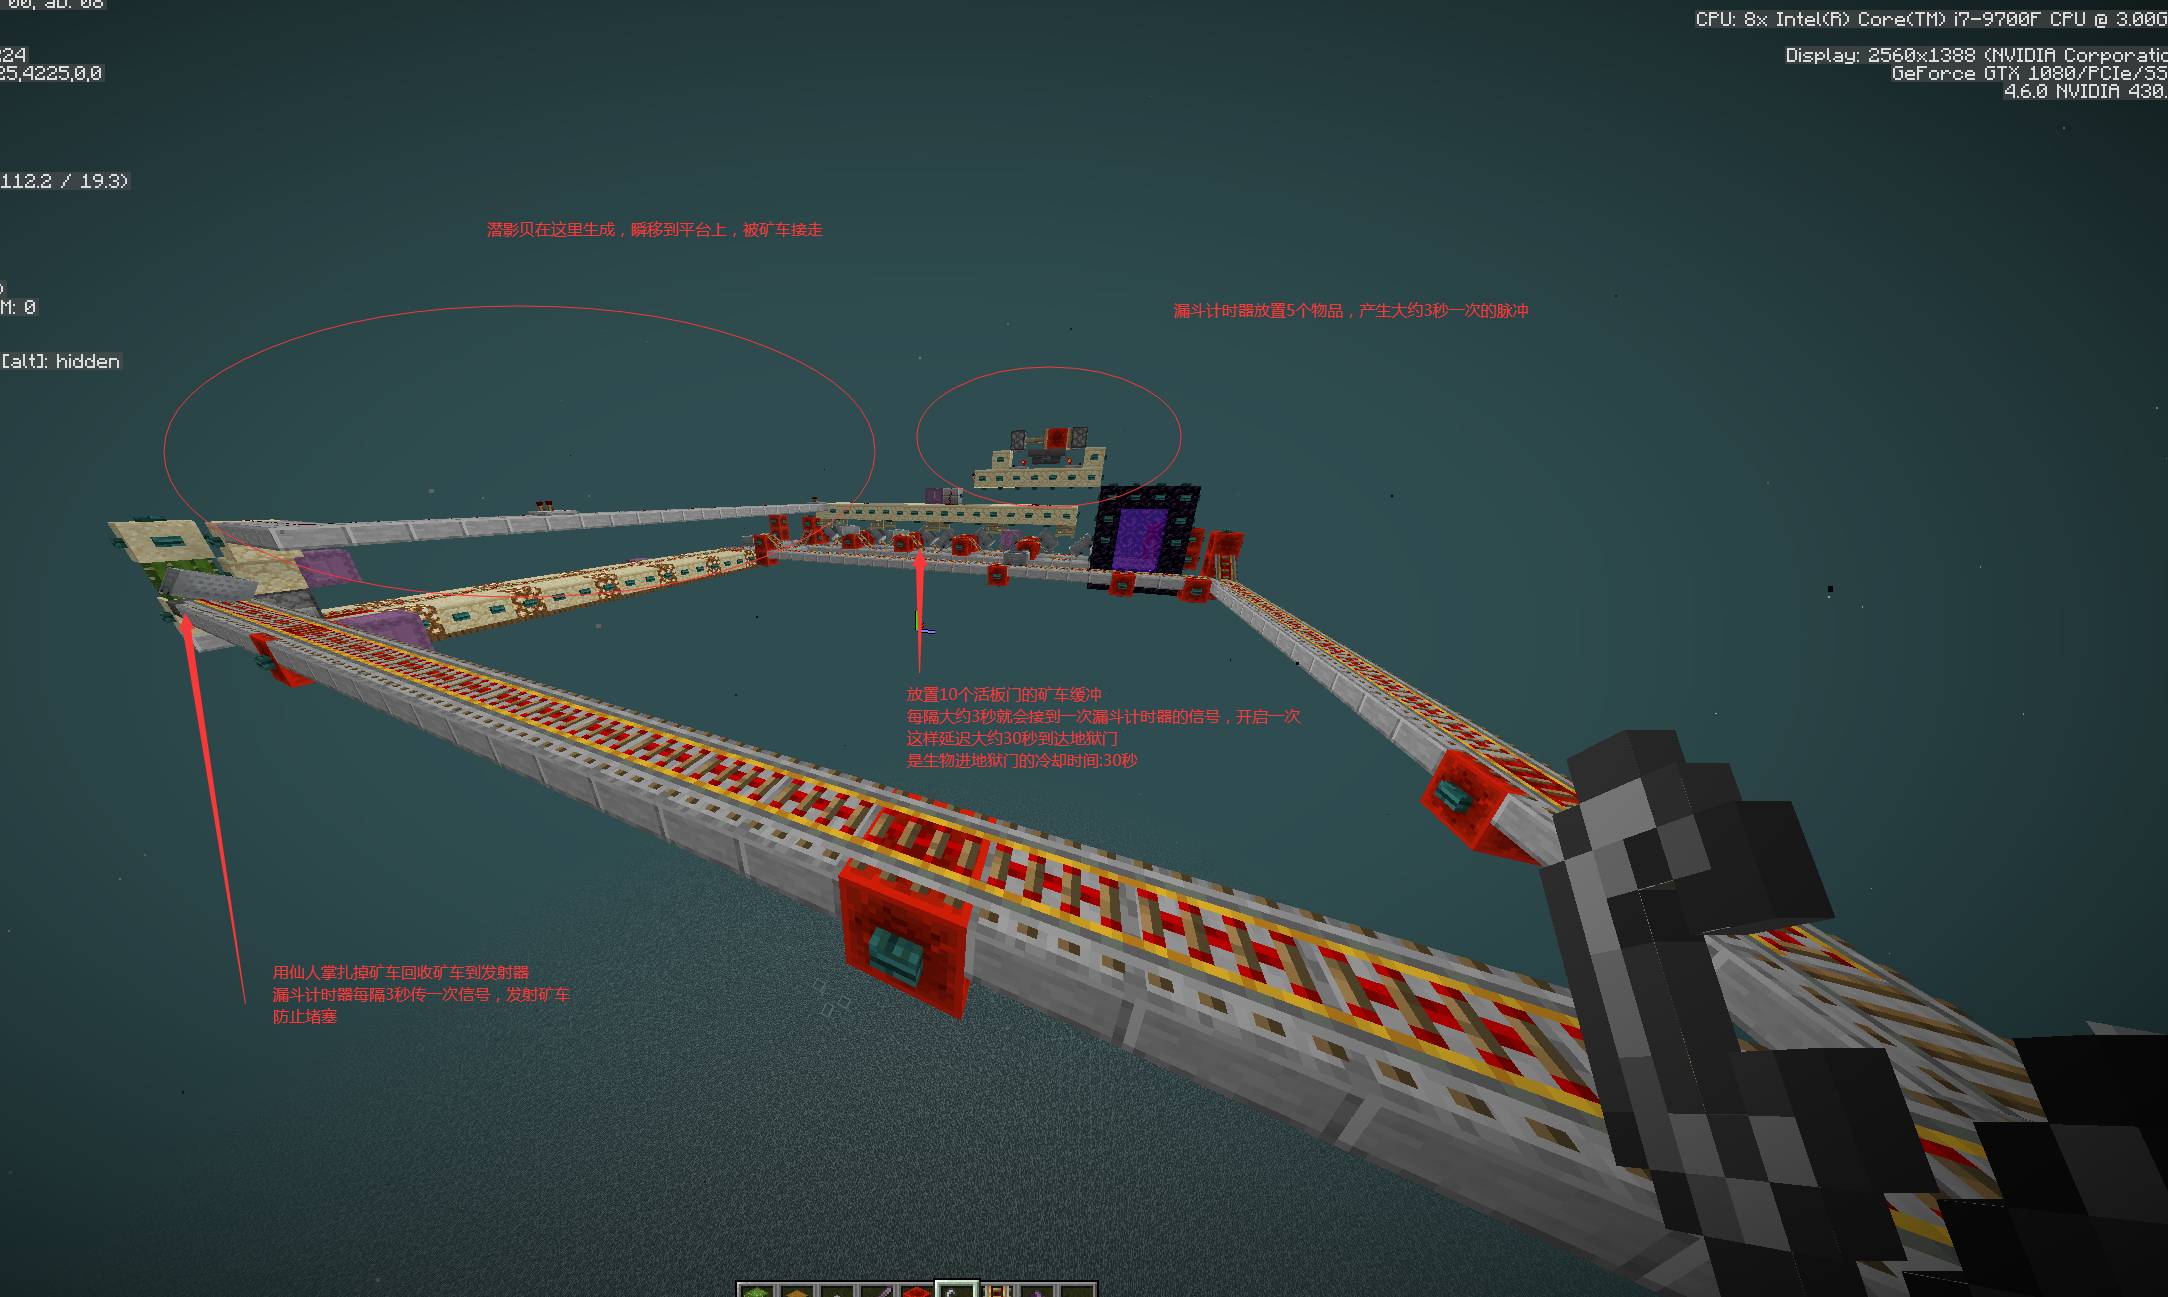 00, aD: 08
CPU: 8x Intel(R) Core(TM) i7-9700F CPU @ 3.00G
224
Display: 2560x1388 (NVIDIA Corporatio
25,4225,0,0
GeForce GTX 1080/PCIe/SS
4.6.0 NVIDIA 430.
112.2 / 19.3)
潜影贝在这里生成，瞬移到平台上，被矿车接走
M: 0
漏斗计时器放置5个物品，产生大约3秒一次的脉冲
[alt]: hidden
放置10个活板门的矿车缓冲
每隔大约3秒就会接到一次漏斗计时器的信号，开启一次
这样延迟大约30秒到达地狱门
是生物进地狱门的冷却时间:30秒
用仙人掌扎掉矿车回收矿车到发射器
漏斗计时器每隔3秒传一次信号，发射矿车
防止堵塞